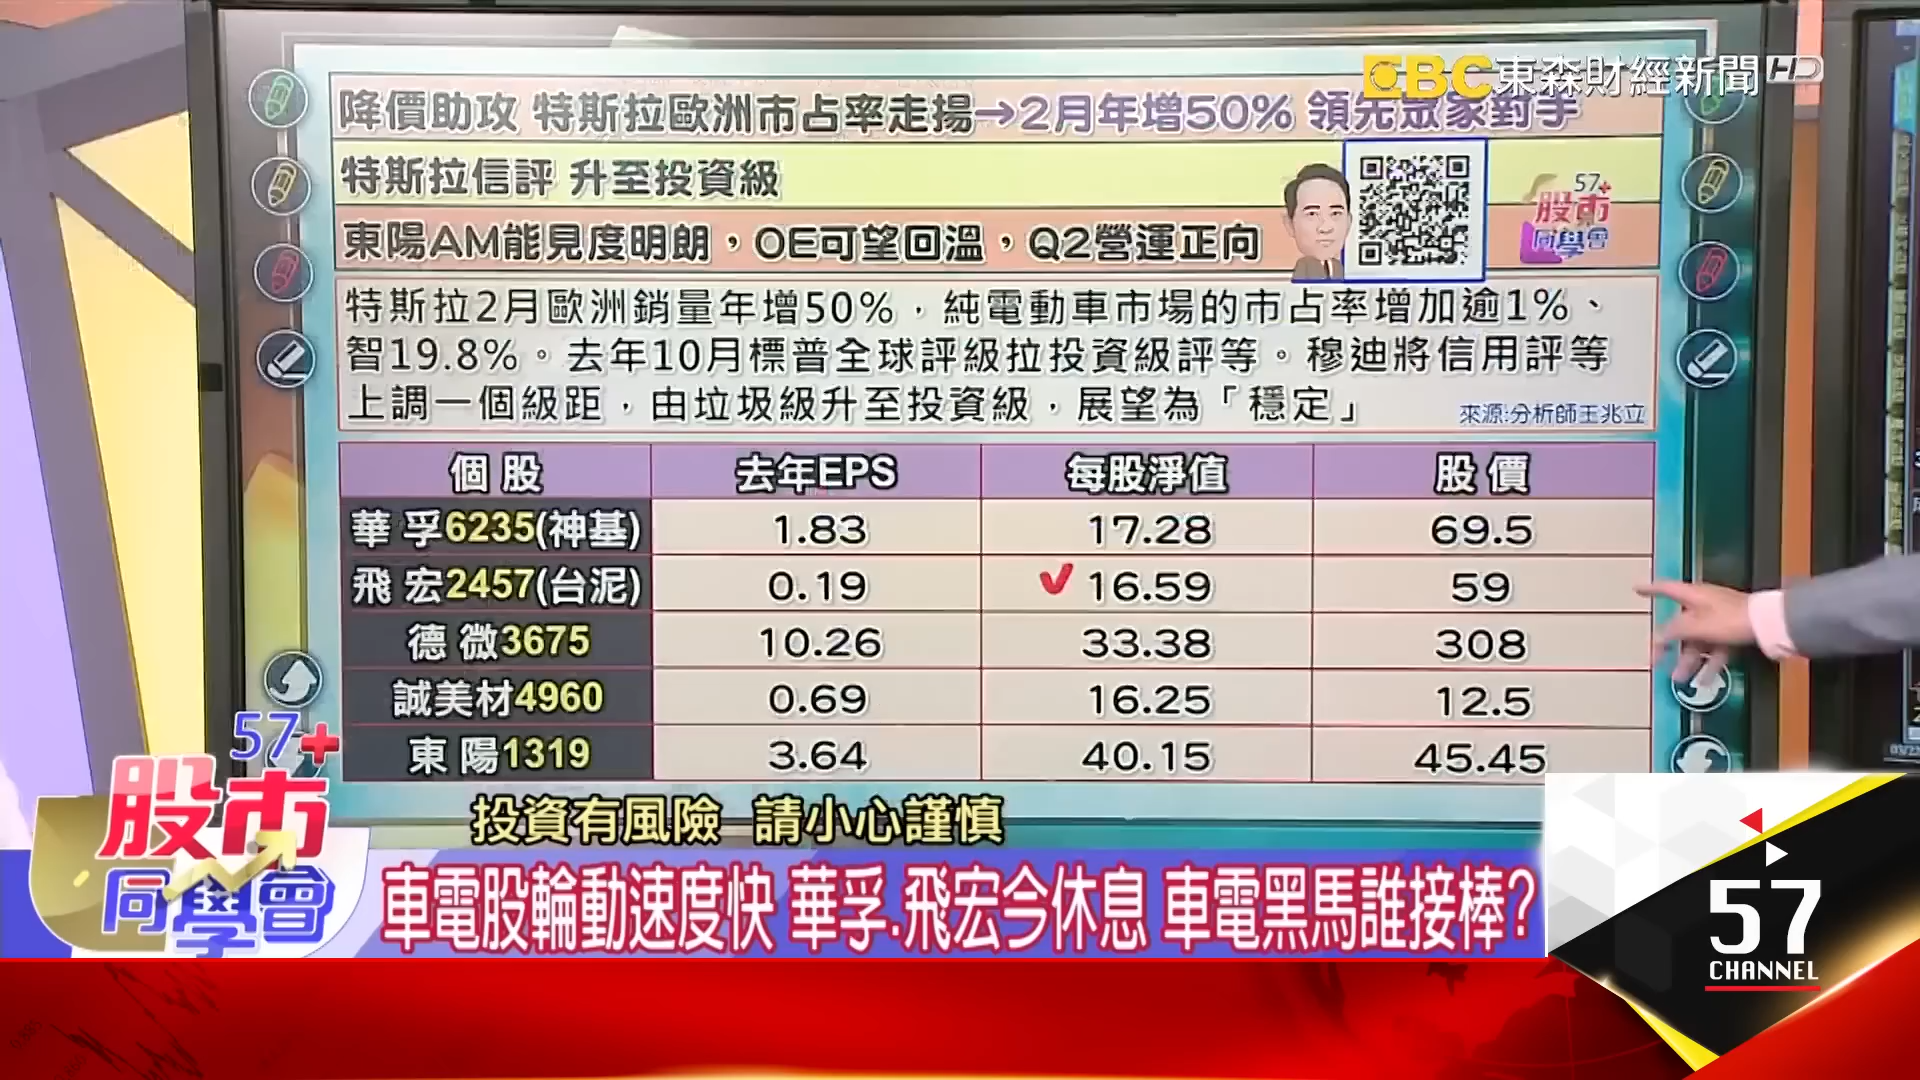 EBC東森財經新聞HD
降價助攻 特斯拉歐洲市占率走揚→2月年增50% 領先眾家對手
特斯拉信評 升至投資級
東陽AM能見度明朗，OE可望回溫，Q2營運正向
57+
股市
同學會
特斯拉2月歐洲銷量年增50%，純電動車市場的市占率增加逾1%、
智19.8%。去年10月標普全球評級拉投資級評等。穆迪將信用評等
上調一個級距，由垃圾級升至投資級，展望為「穩定」
來源:分析師王兆立
個股 去年EPS 每股淨值 股價
華孚6235(神基) 1.83 17.28 69.5
飛宏2457(台泥) 0.19 16.59 59
德微3675 10.26 33.38 308
誠美材4960 0.69 16.25 12.5
東陽1319 3.64 40.15 45.45
投資有風險 請小心謹慎
57+
股市
同學會
車電股輪動速度快 華孚.飛宏今休息 車電黑馬誰接棒?
57
CHANNEL